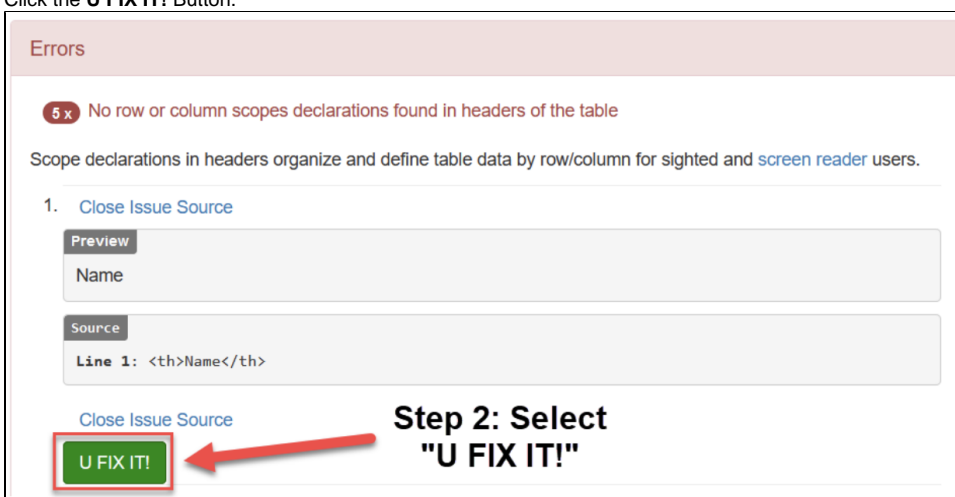 Click the U FIX IT! Button.
Errors
5 x No row or column scopes declarations found in headers of the table
Scope declarations in headers organize and define table data by row/column for sighted and screen reader users.
1. Close Issue Source
Preview
Name
Source
Line 1: <th>Name</th>
Close Issue Source
Step 2: Select
"U FIX IT!"
U FIX IT!